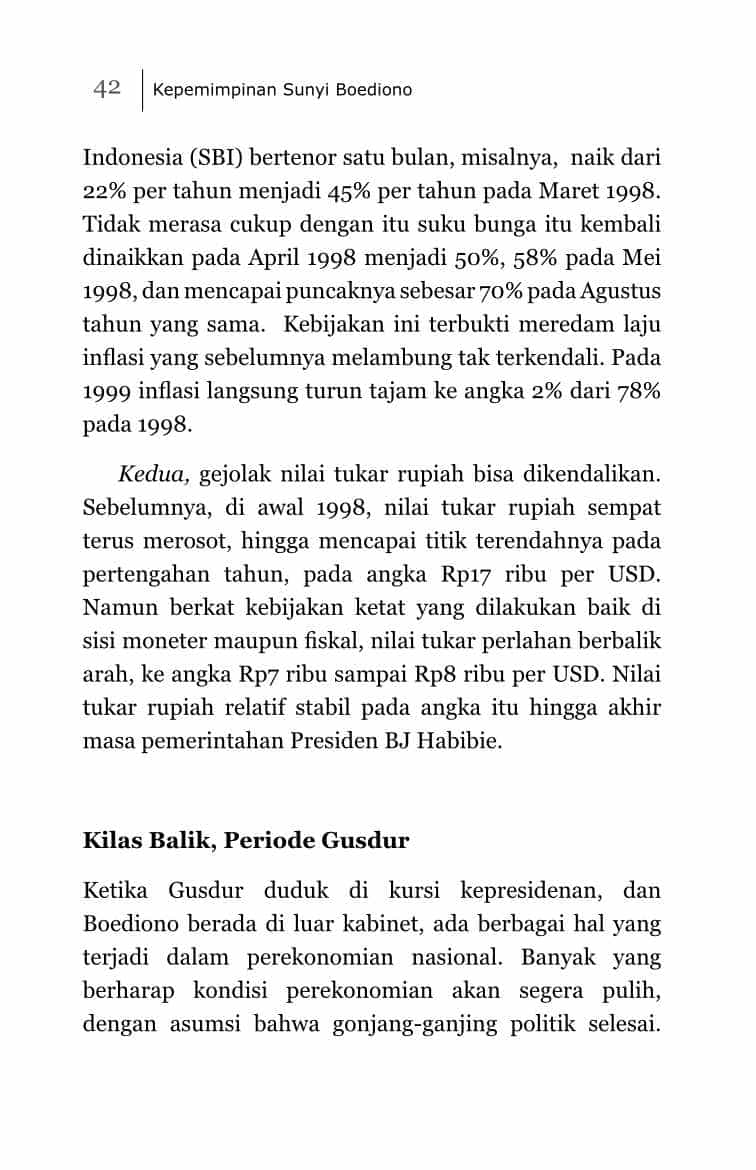 42
Kepemimpinan Sunyi Boediono
Indonesia (SBI) bertenor satu bulan, misalnya, naik dari
22% per tahun menjadi 45% per tahun pada Maret 1998.
Tidak merasa cukup dengan itu suku bunga itu kembali
dinaikkan pada April 1998 menjadi 50%, 58% pada Mei
1998, dan mencapai puncaknya sebesar 70% pada Agustus
tahun yang sama. Kebijakan ini terbukti meredam laju
inflasi yang sebelumnya melambung tak terkendali. Pada
1999 inflasi langsung turun tajam ke angka 2% dari 78%
pada 1998.
Kedua, gejolak nilai tukar rupiah bisa dikendalikan.
Sebelumnya, di awal 1998, nilai tukar rupiah sempat
terus merosot, hingga mencapai titik terendahnya pada
pertengahan tahun, pada angka Rp17 ribu per USD.
Namun berkat kebijakan ketat yang dilakukan baik di
sisi moneter maupun fiskal, nilai tukar perlahan berbalik
arah, ke angka Rp7 ribu sampai Rp8 ribu per USD. Nilai
tukar rupiah relatif stabil pada angka itu hingga akhir
masa pemerintahan Presiden BJ Habibie.
Kilas Balik, Periode Gusdur
Ketika Gusdur duduk di kursi kepresidenan, dan
Boediono berada di luar kabinet, ada berbagai hal yang
terjadi dalam perekonomian nasional. Banyak yang
berharap kondisi perekonomian akan segera pulih,
dengan asumsi bahwa gonjang-ganjing politik selesai.